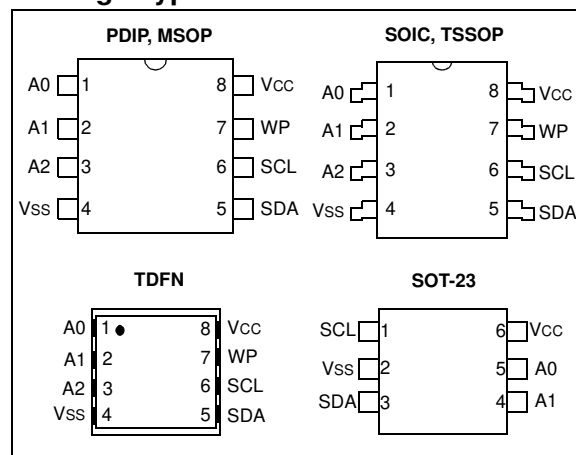 PDIP, MSOP
A0 1 8 VCC
A1 2 7 WP
A2 3 6 SCL
VSS 4 5 SDA
SOIC, TSSOP
A0 1 8 VCC
A1 2 7 WP
A2 3 6 SCL
VSS 4 5 SDA
TDFN
A0 1 8 VCC
A1 2 7 WP
A2 3 6 SCL
VSS 4 5 SDA
SOT-23
SCL 1 6 VCC
VSS 2 5 A0
SDA 3 4 A1